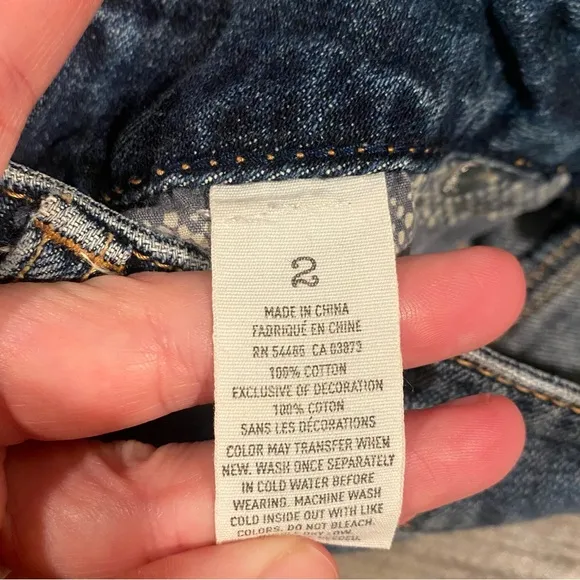 2
MADE IN CHINA
FABRIQUÉ EN CHINE
RN 54485 CA 03873
100% COTTON
EXCLUSIVE OF DECORATION
100% COTON
SANS LES DÉCORATIONS
COLOR MAY TRANSFER WHEN
NEW. WASH ONCE SEPARATELY
IN COLD WATER BEFORE
WEARING. MACHINE WASH
COLD INSIDE OUT WITH LIKE
COLORS. DO NOT BLEACH.
DRY LOW.